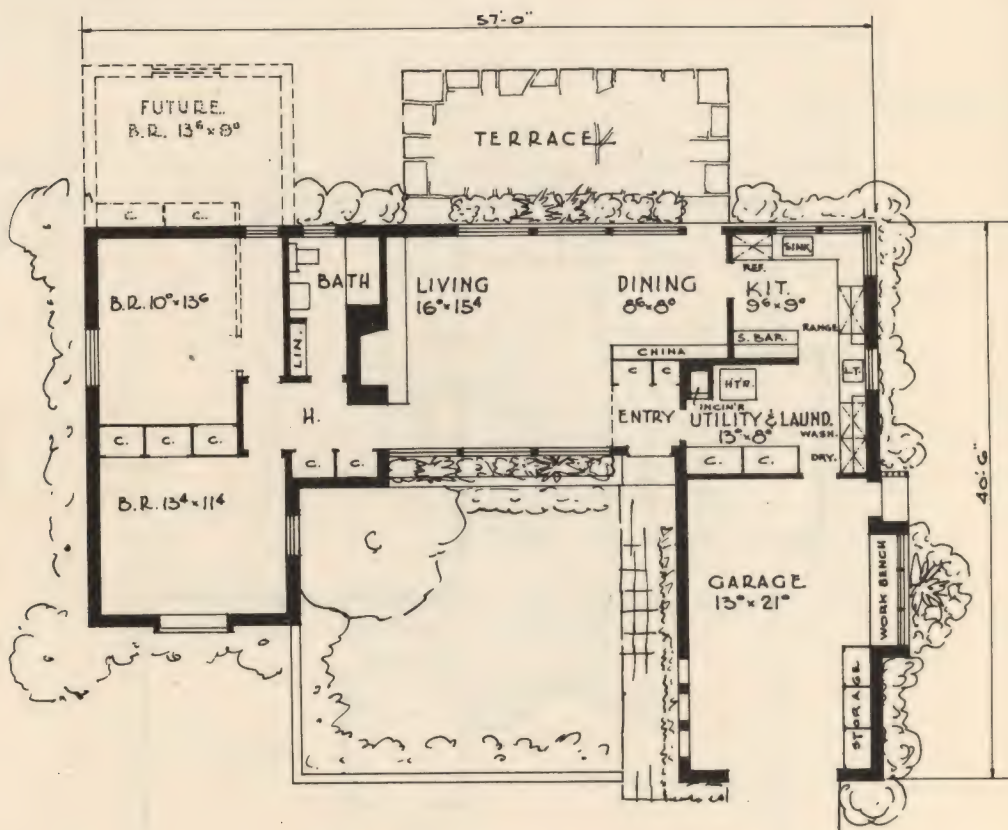 57'-0"
FUTURE.
B.R. 13⁶ × 9⁰
TERRACE
C.
C.
B.R. 10⁰ × 13⁶
BATH
LIN.
LIVING
16⁰ × 15⁴
DINING
8⁶ × 8⁰
REF.
SINK
KIT.
9⁶ × 9⁰
RANGE
S. BAR.
CHINA
C
C
L.T.
HTR.
INCIN'R
ENTRY
UTILITY & LAUND.
13⁰ × 8⁰
WASH.
DRY.
H.
C.
C.
C.
C.
C.
C.
C.
B.R. 13⁴ × 11⁴
C
GARAGE
13⁰ × 21⁰
WORK BENCH
STORAGE
40'-6"